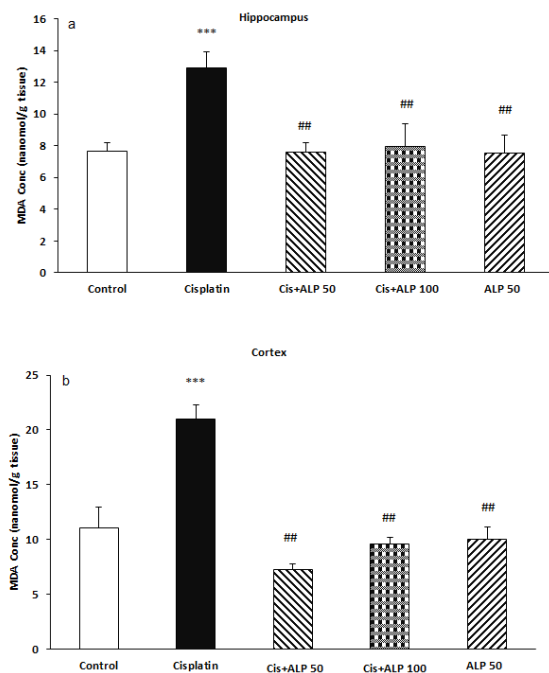 Hippocampus
a
MDA Conc (nanomol/g tissue)
16
14
12
10
8
6
4
2
0
***
##
##
##
Control Cisplatin Cis+ALP 50 Cis+ALP 100 ALP 50
Cortex
b
MDA Conc (nanomol/g tissue)
25
20
15
10
5
0
***
##
##
##
Control Cisplatin Cis+ALP 50 Cis+ALP 100 ALP 50